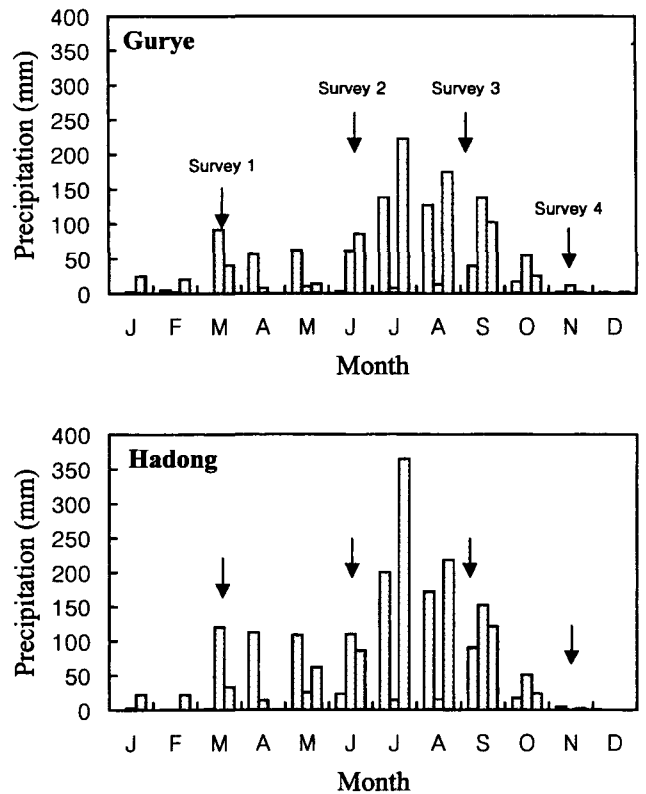 Gurye
Precipitation (mm)
400
350
300
250
200
150
100
50
0
Survey 1
Survey 2
Survey 3
Survey 4
J F M A M J J A S O N D
Month
Hadong
Precipitation (mm)
400
350
300
250
200
150
100
50
0
J F M A M J J A S O N D
Month